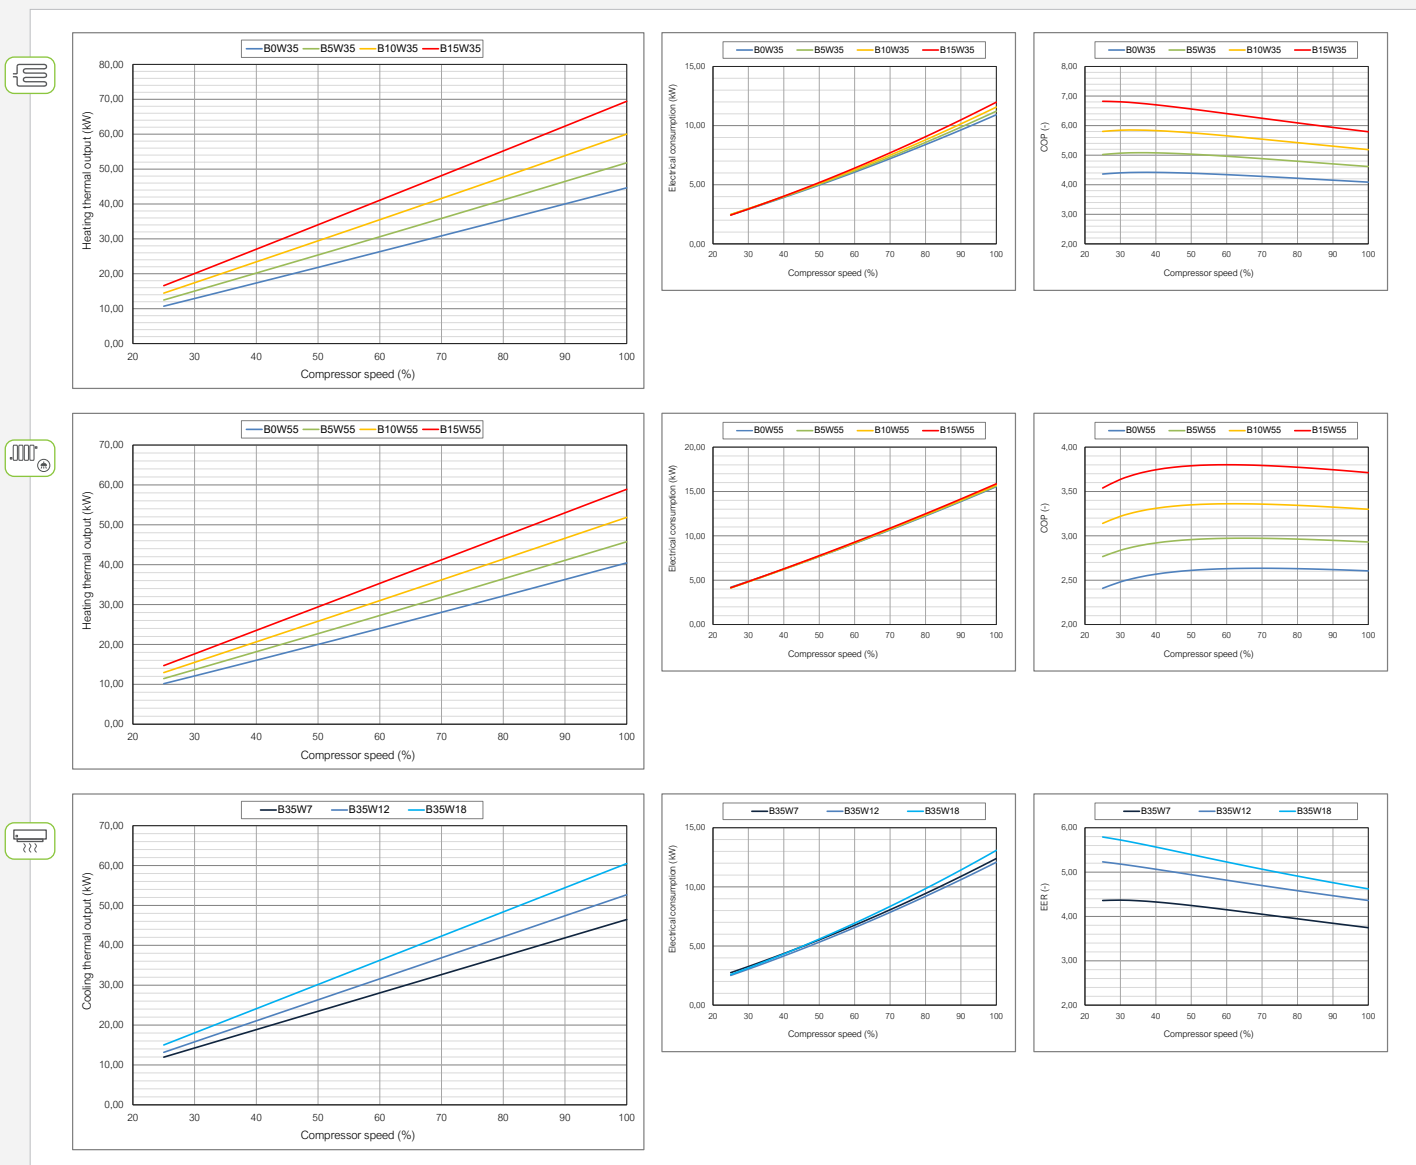 B0W35 B5W35 B10W35 B15W35
80,00
70,00
60,00
50,00
40,00
30,00
20,00
10,00
0,00
Heating thermal output (kW)
20 30 40 50 60 70 80 90 100
Compressor speed (%)
B0W35 B5W35 B10W35 B15W35
15,00
10,00
5,00
0,00
Electrical consumption (kW)
20 30 40 50 60 70 80 90 100
Compressor speed (%)
B0W35 B5W35 B10W35 B15W35
8,00
7,00
6,00
5,00
4,00
3,00
2,00
COP (-)
20 30 40 50 60 70 80 90 100
Compressor speed (%)
B0W55 B5W55 B10W55 B15W55
70,00
60,00
50,00
40,00
30,00
20,00
10,00
0,00
Heating thermal output (kW)
20 30 40 50 60 70 80 90 100
Compressor speed (%)
B0W55 B5W55 B10W55 B15W55
20,00
15,00
10,00
5,00
0,00
Electrical consumption (kW)
20 30 40 50 60 70 80 90 100
Compressor speed (%)
B0W55 B5W55 B10W55 B15W55
4,00
3,50
3,00
2,50
2,00
COP (-)
20 30 40 50 60 70 80 90 100
Compressor speed (%)
B35W7 B35W12 B35W18
70,00
60,00
50,00
40,00
30,00
20,00
10,00
0,00
Cooling thermal output (kW)
20 30 40 50 60 70 80 90 100
Compressor speed (%)
B35W7 B35W12 B35W18
15,00
10,00
5,00
0,00
Electrical consumption (kW)
20 30 40 50 60 70 80 90 100
Compressor speed (%)
B35W7 B35W12 B35W18
6,00
5,00
4,00
3,00
2,00
EER (-)
20 30 40 50 60 70 80 90 100
Compressor speed (%)